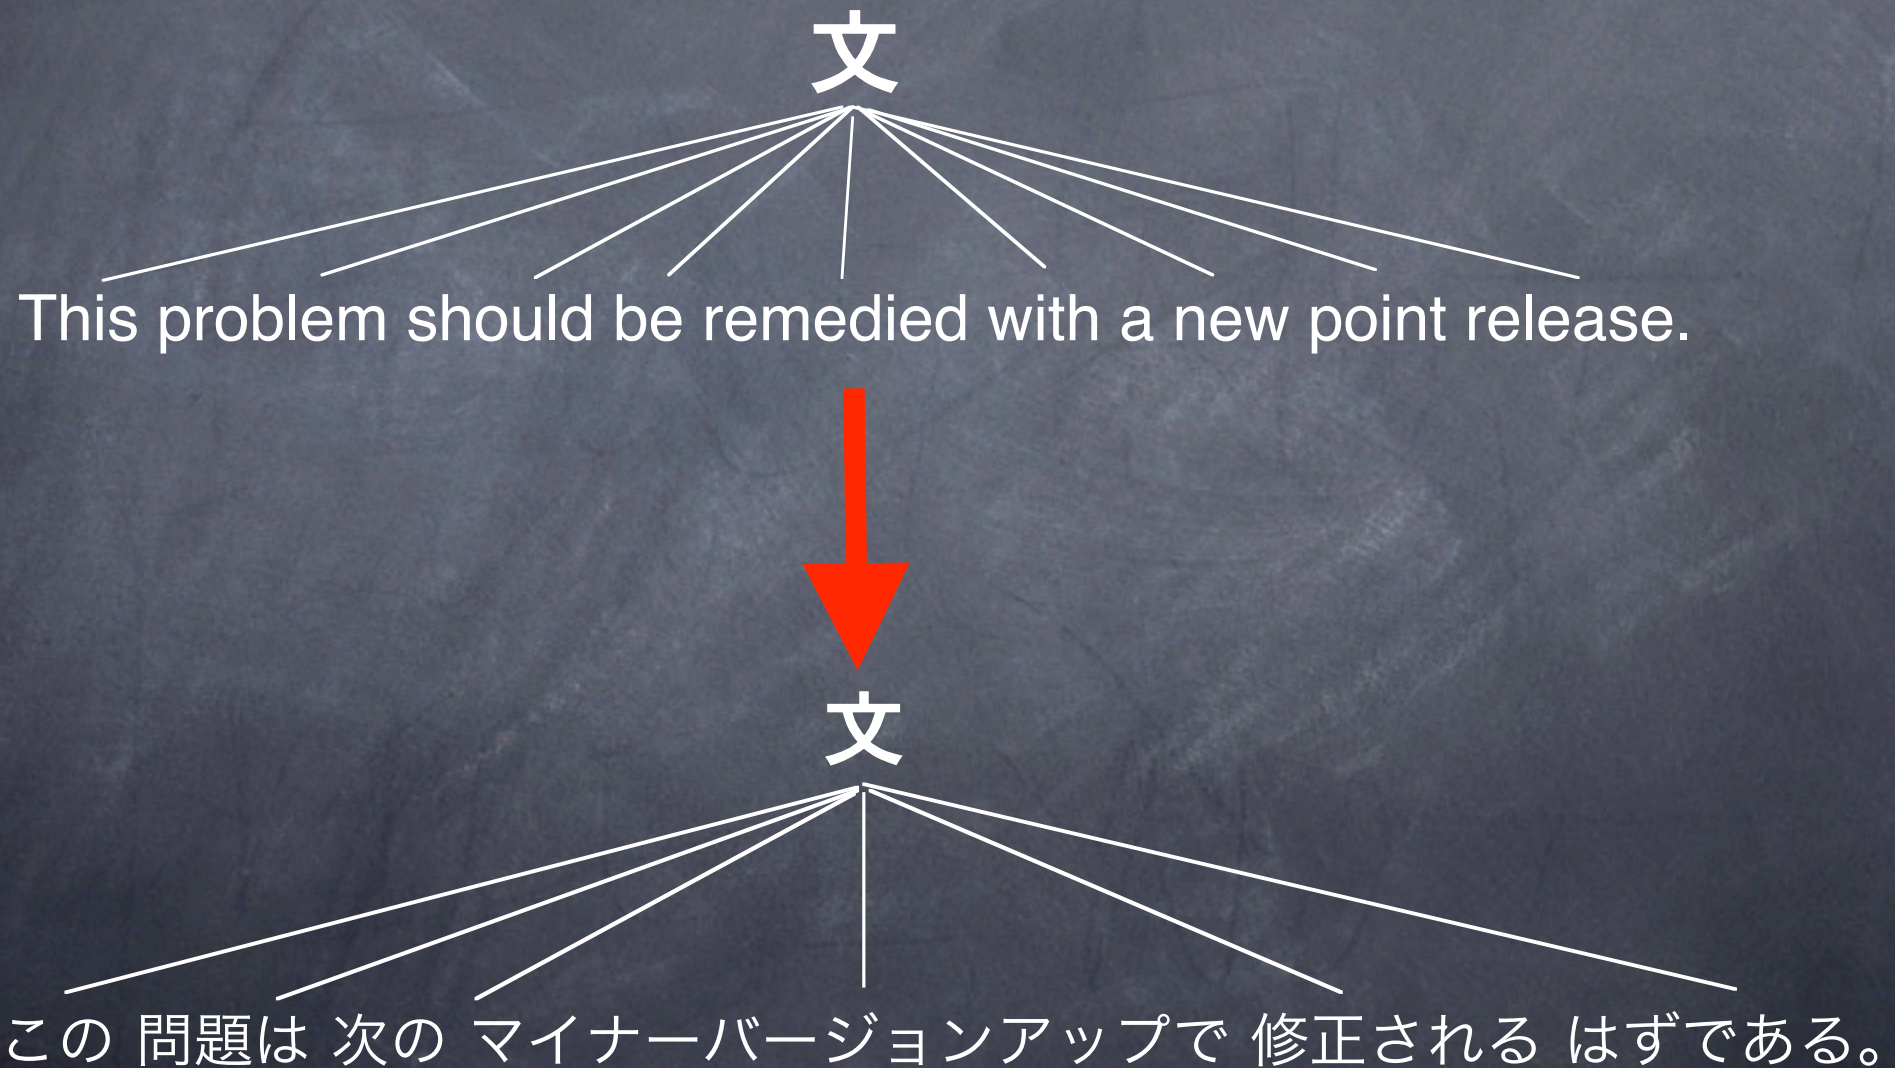 文
This problem should be remedied with a new point release.
文
この 問題は 次の マイナーバージョンアップで 修正される はずである。